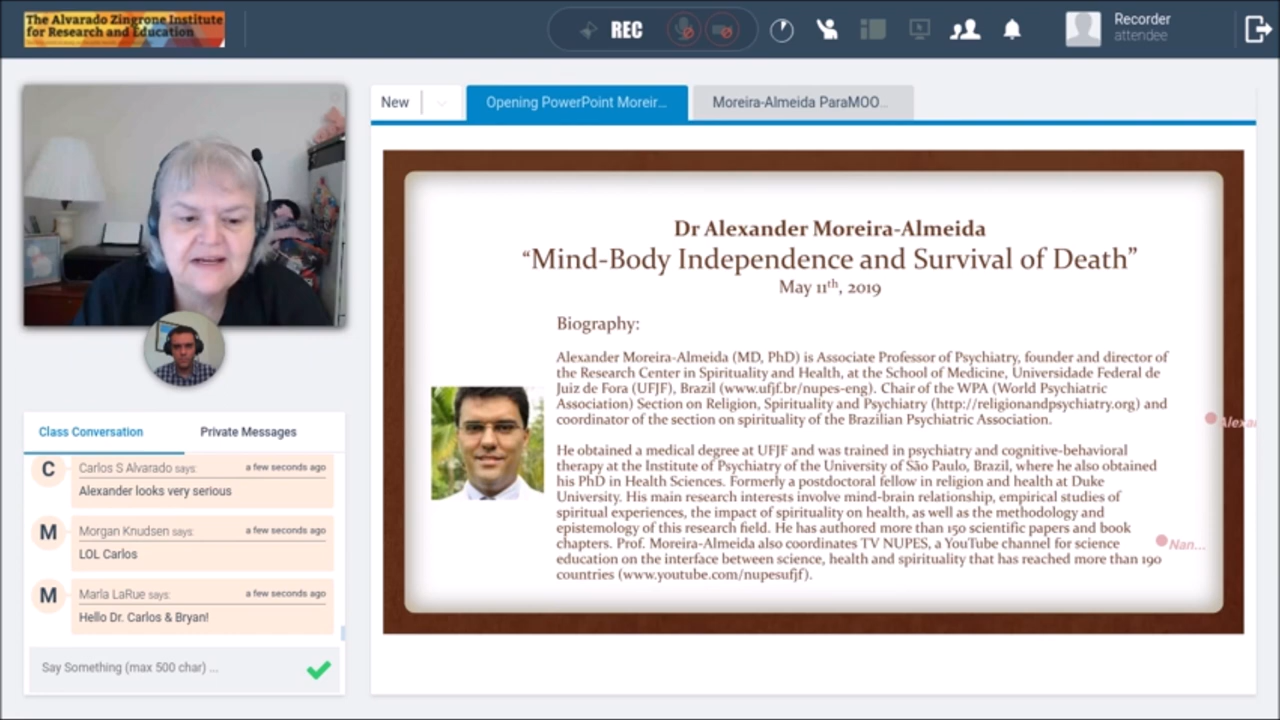 The Alvarado Zingrone Institute
for Research and Education
REC
Recorder
attendee
New
Opening PowerPoint Moreir...
Moreira-Almeida ParaMOO...
Dr Alexander Moreira-Almeida
“Mind-Body Independence and Survival of Death”
May 11th, 2019
Biography:
Alexander Moreira-Almeida (MD, PhD) is Associate Professor of Psychiatry, founder and director of
the Research Center in Spirituality and Health, at the School of Medicine, Universidade Federal de
Juiz de Fora (UFJF), Brazil (www.ufjf.br/nupes-eng). Chair of the WPA (World Psychiatric
Association) Section on Religion, Spirituality and Psychiatry (http://religionandpsychiatry.org) and
coordinator of the section on spirituality of the Brazilian Psychiatric Association.
He obtained a medical degree at UFJF and was trained in psychiatry and cognitive-behavioral
therapy at the Institute of Psychiatry of the University of São Paulo, Brazil, where he also obtained
his PhD in Health Sciences. Formerly a postdoctoral fellow in religion and health at Duke
University. His main research interests involve mind-brain relationship, empirical studies of
spiritual experiences, the impact of spirituality on health, as well as the methodology and
epistemology of this research field. He has authored more than 150 scientific papers and book
chapters. Prof. Moreira-Almeida also coordinates TV NUPES, a YouTube channel for science
education on the interface between science, health and spirituality that has reached more than 190
countries (www.youtube.com/nupesufjf).
Alexa
Nan...
Class Conversation
Private Messages
C
Carlos S Alvarado says:
a few seconds ago
Alexander looks very serious
M
Morgan Knudsen says:
a few seconds ago
LOL Carlos
M
Marla LaRue says:
a few seconds ago
Hello Dr. Carlos & Bryan!
Say Something (max 500 char) ...